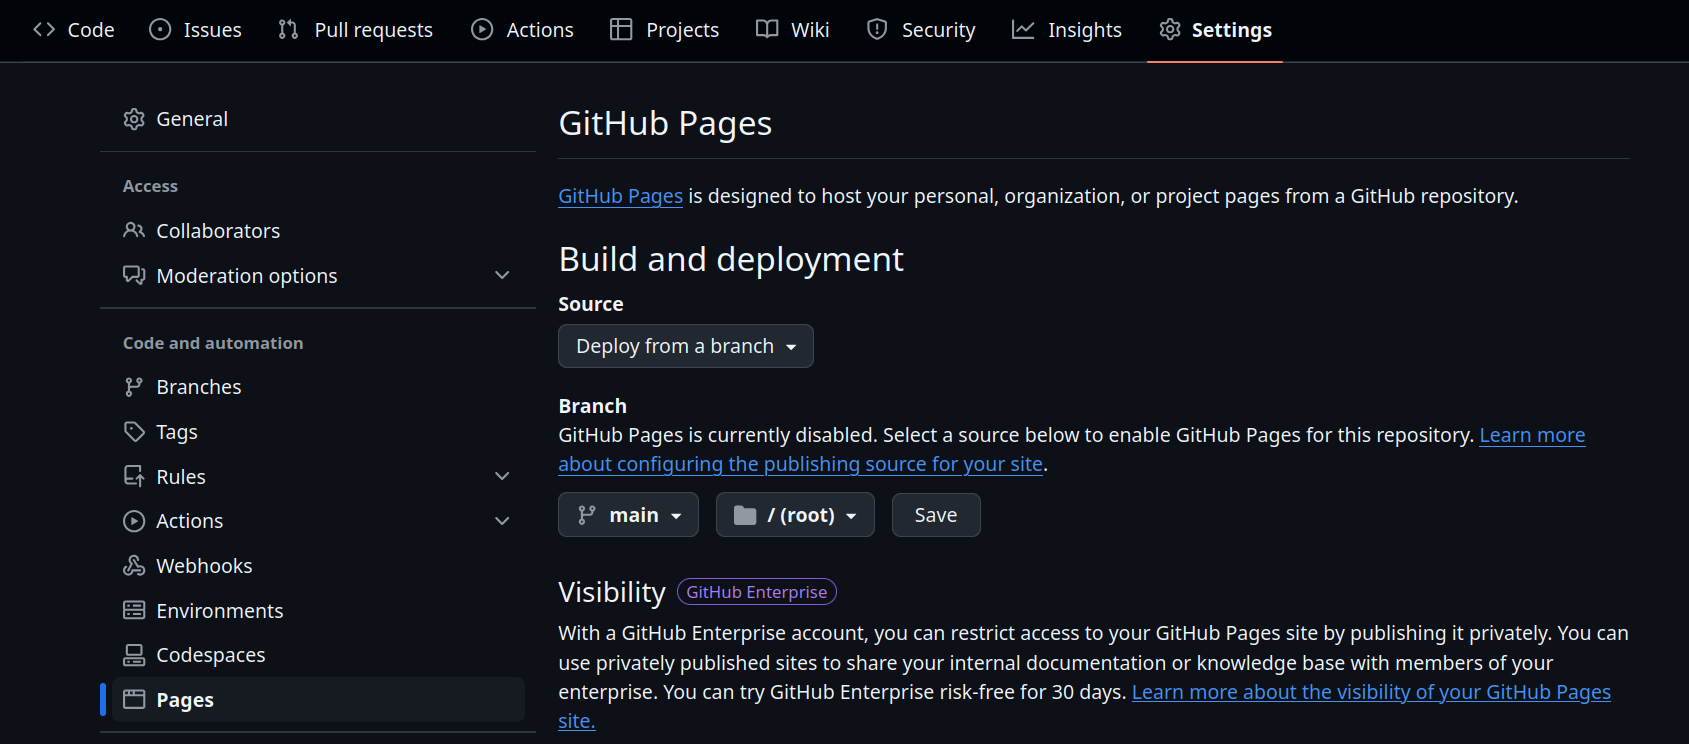 Code Issues Pull requests Actions Projects Wiki Security Insights Settings
General
Access
Collaborators
Moderation options
Code and automation
Branches
Tags
Rules
Actions
Webhooks
Environments
Codespaces
Pages
GitHub Pages
GitHub Pages is designed to host your personal, organization, or project pages from a GitHub repository.
Build and deployment
Source
Deploy from a branch
Branch
GitHub Pages is currently disabled. Select a source below to enable GitHub Pages for this repository. Learn more
about configuring the publishing source for your site.
main / (root) Save
Visibility GitHub Enterprise
With a GitHub Enterprise account, you can restrict access to your GitHub Pages site by publishing it privately. You can
use privately published sites to share your internal documentation or knowledge base with members of your
enterprise. You can try GitHub Enterprise risk-free for 30 days. Learn more about the visibility of your GitHub Pages
site.